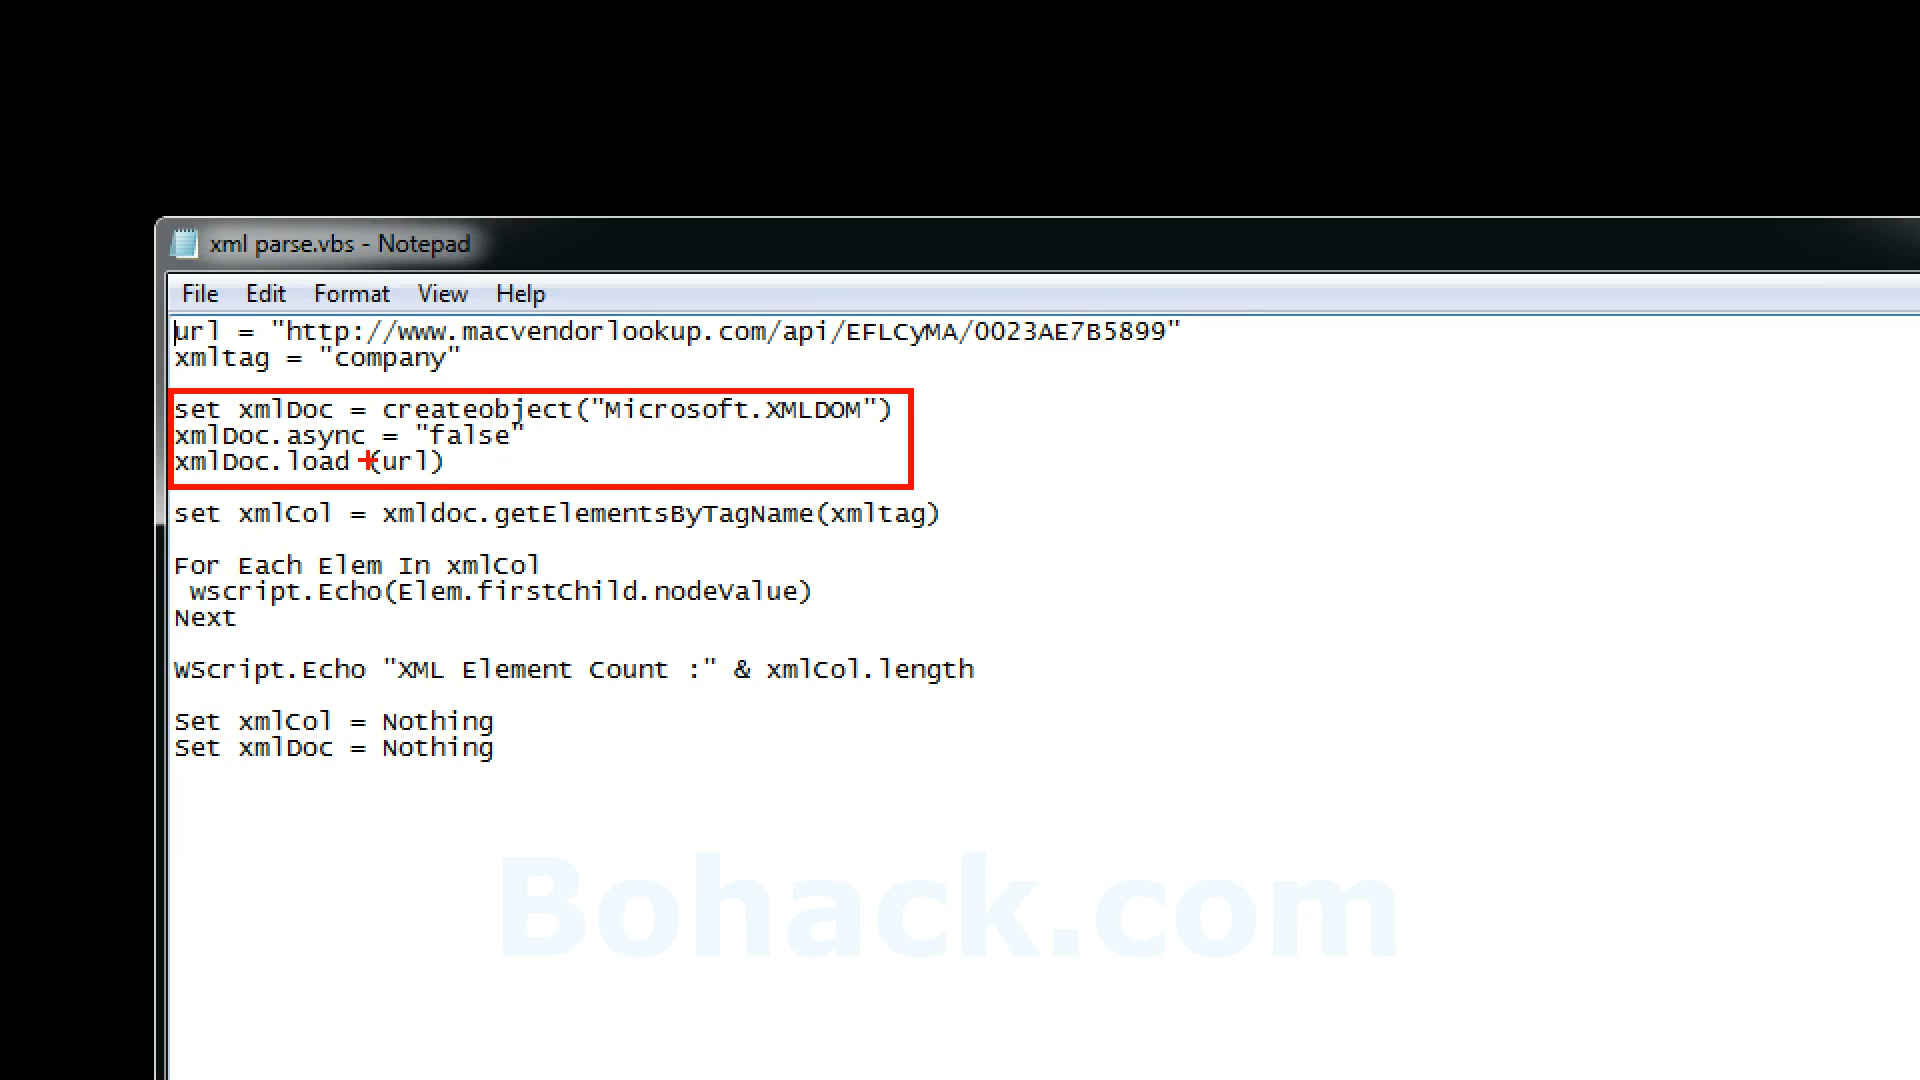 xml parse.vbs - Notepad
File Edit Format View Help
url = "http://www.macvendorlookup.com/api/EFLCyMA/0023AE7B5899"
xmltag = "company"
set xmlDoc = createobject("Microsoft.XMLDOM")
xmlDoc.async = "false"
xmlDoc.load (url)
set xmlCol = xmldoc.getElementsByTagName(xmltag)
For Each Elem In xmlCol
wscript.Echo(Elem.firstChild.nodeValue)
Next
WScript.Echo "XML Element Count :" & xmlCol.length
Set xmlCol = Nothing
Set xmlDoc = Nothing
Bohack.com